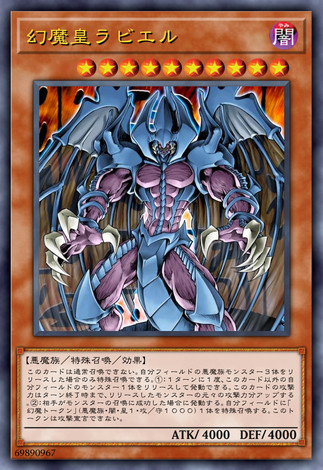 幻魔皇ラビエル
闇
やみ
【悪魔族／特殊召喚／効果】
このカードは通常召喚できない。自分フィールドの悪魔族モンスター３体をリ
リースした場合のみ特殊召喚できる。①：１ターンに１度、このカード以外の自
分フィールドのモンスター１体をリリースして発動できる。このカードの攻撃
力はターン終了時まで、リリースしたモンスターの元々の攻撃力分アップする
。②：相手がモンスターの召喚に成功した場合に発動する。自分フィールドに「
幻魔トークン」（悪魔族・闇・星１・攻／守１０００）１体を特殊召喚する。このト
ークンは攻撃宣言できない。
ATK/ 4000 DEF/ 4000
69890967